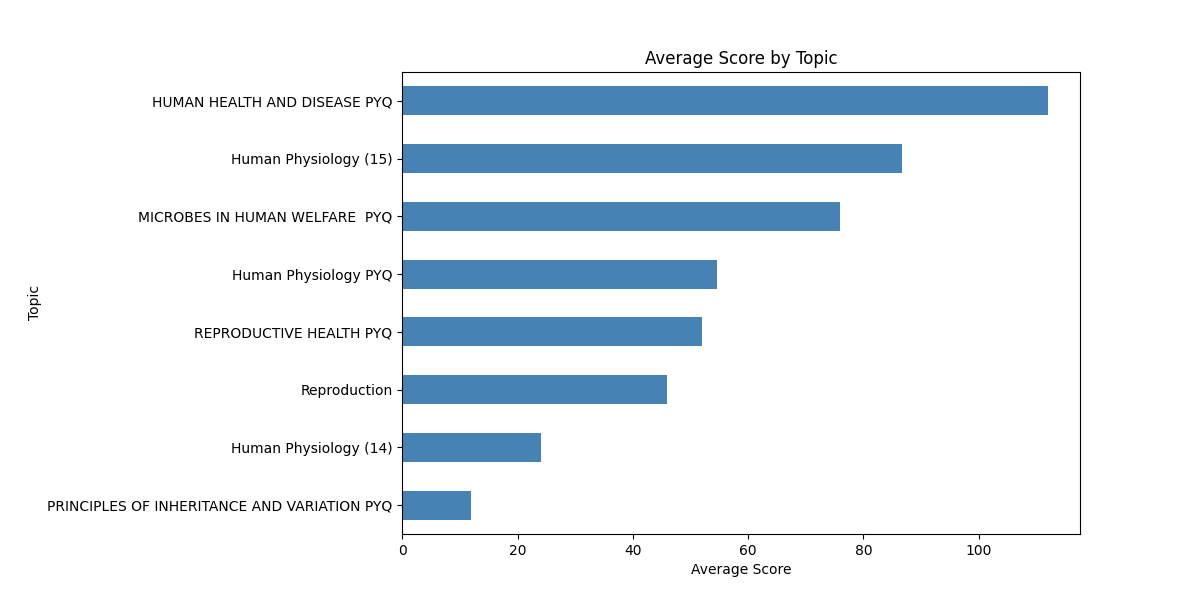 Average Score by Topic
HUMAN HEALTH AND DISEASE PYQ
Human Physiology (15)
MICROBES IN HUMAN WELFARE  PYQ
Human Physiology PYQ
REPRODUCTIVE HEALTH PYQ
Reproduction
Human Physiology (14)
PRINCIPLES OF INHERITANCE AND VARIATION PYQ
Topic
0 20 40 60 80 100
Average Score